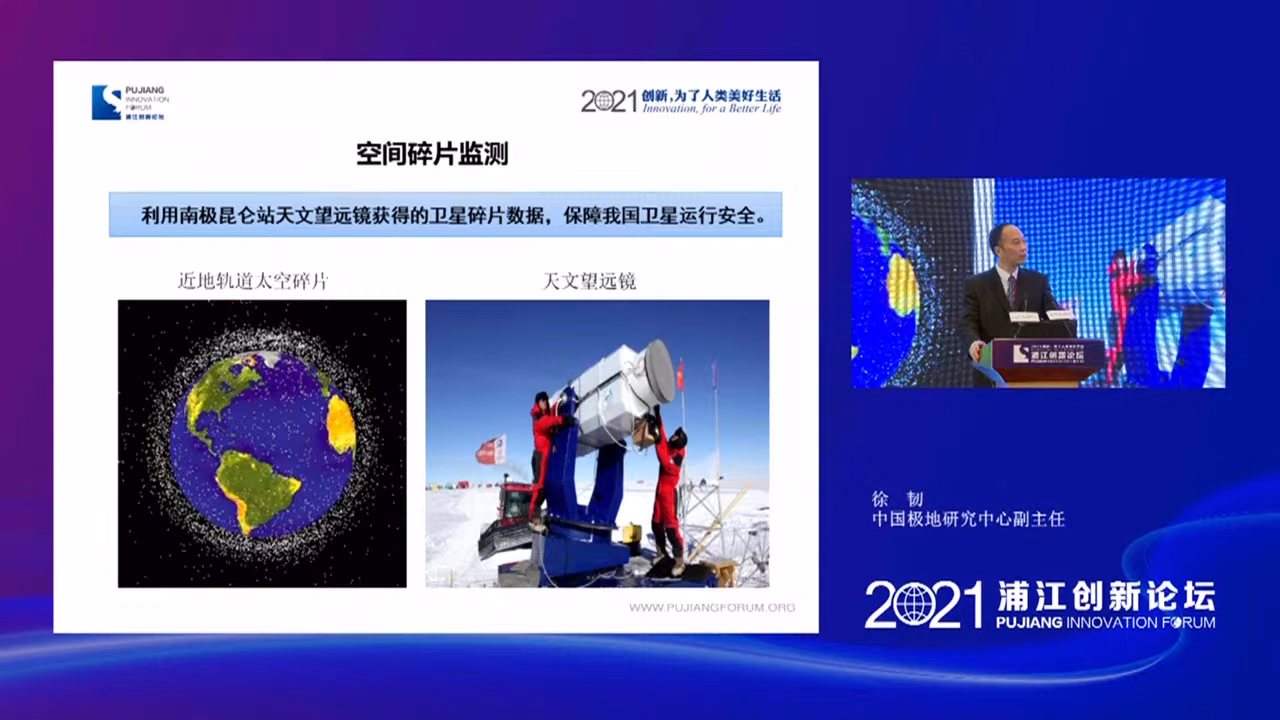 PUJIANG
INNOVATION
FORUM
浦江创新论坛
2021 创新,为了人类美好生活
Innovation, for a Better Life
空间碎片监测
利用南极昆仑站天文望远镜获得的卫星碎片数据，保障我国卫星运行安全。
近地轨道太空碎片
天文望远镜
WWW.PUJIANGFORUM.ORG
浦江创新论坛
徐 韧
中国极地研究中心副主任
2021 浦江创新论坛
PUJIANG INNOVATION FORUM